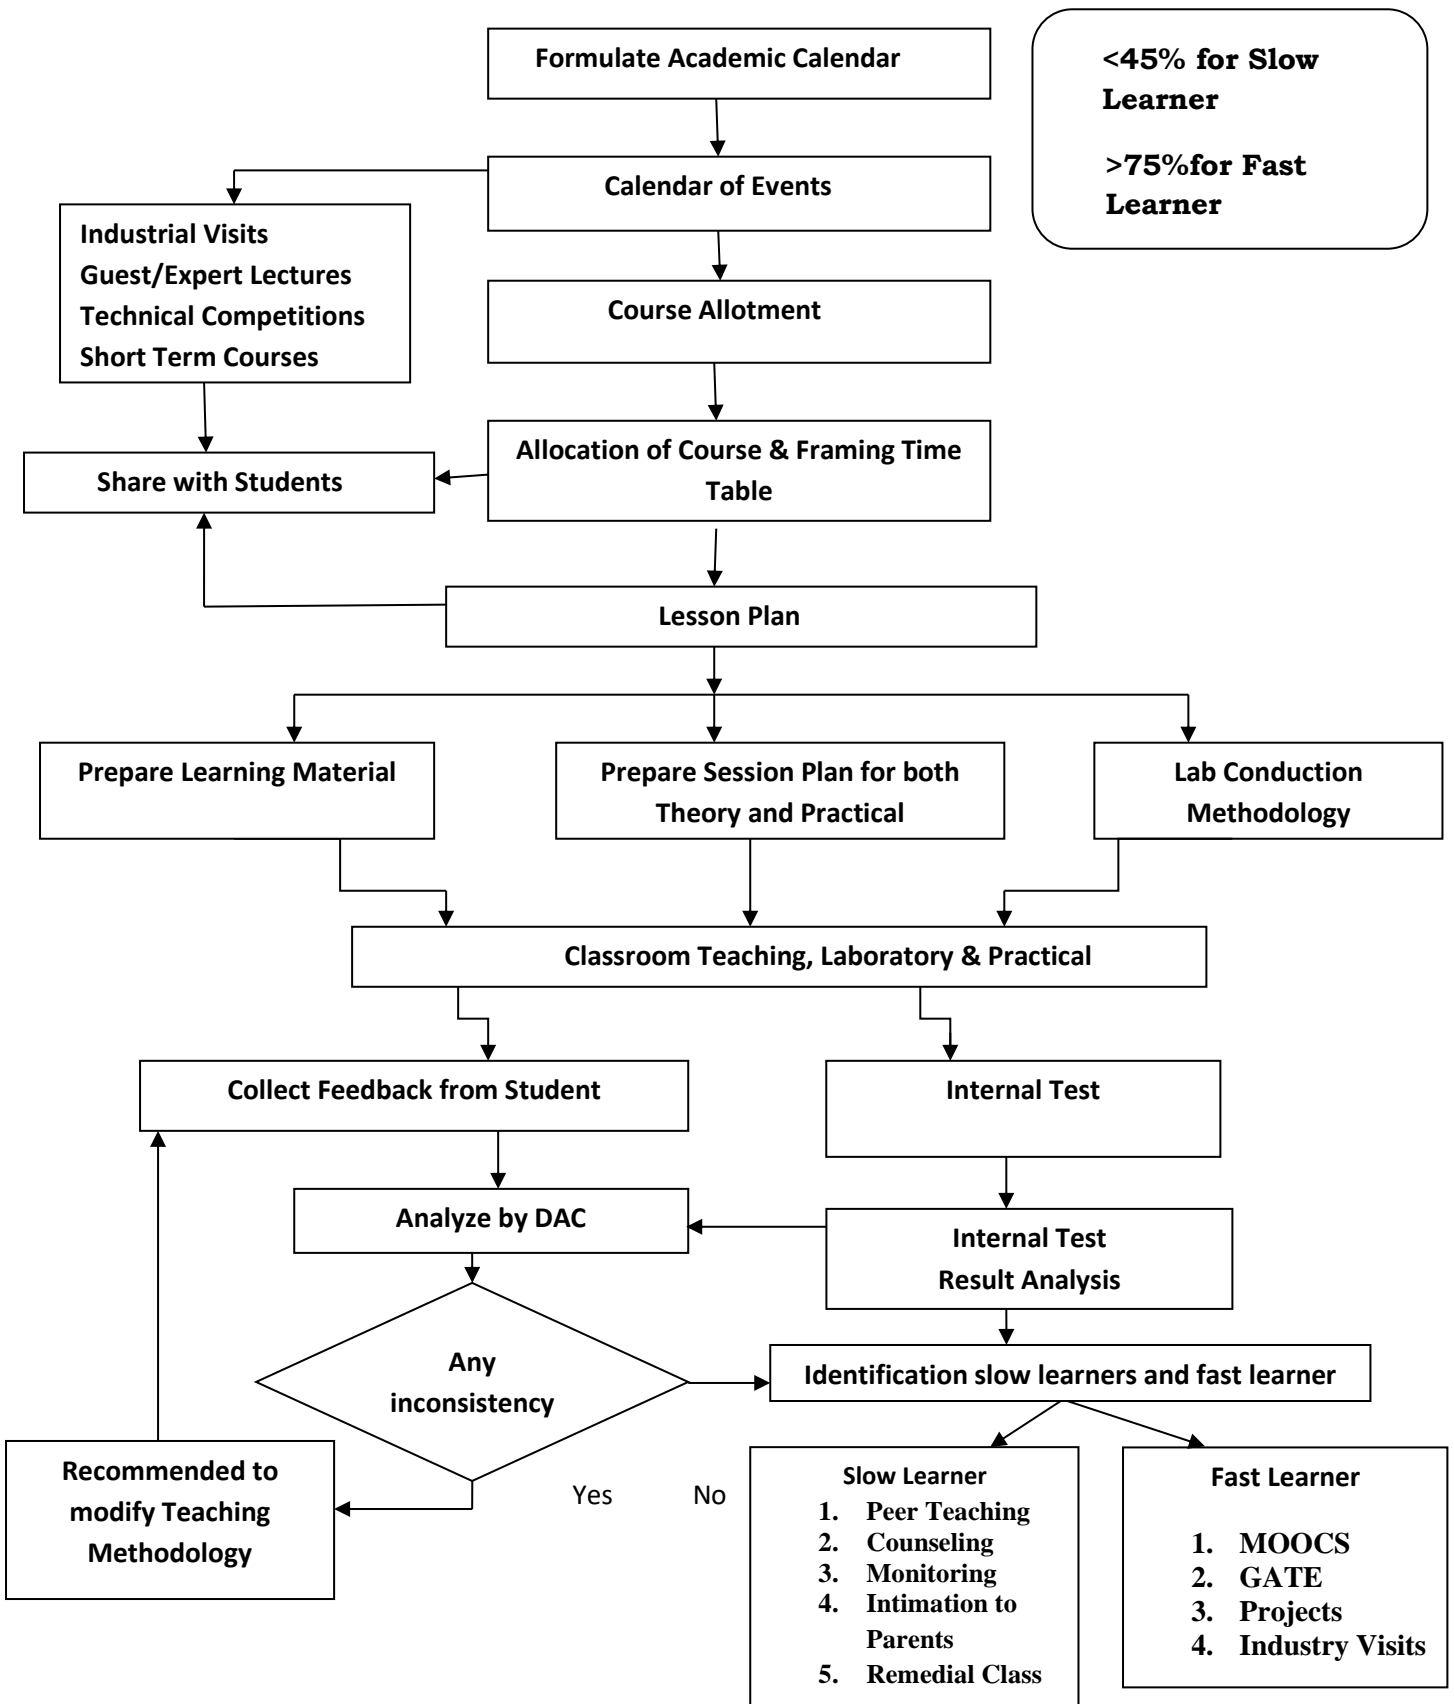 Formulate Academic Calendar
<45% for Slow
Learner
>75%for Fast
Learner
Calendar of Events
Industrial Visits
Guest/Expert Lectures
Technical Competitions
Short Term Courses
Course Allotment
Allocation of Course & Framing Time
Table
Share with Students
Lesson Plan
Prepare Learning Material
Prepare Session Plan for both
Theory and Practical
Lab Conduction
Methodology
Classroom Teaching, Laboratory & Practical
Collect Feedback from Student
Internal Test
Analyze by DAC
Internal Test
Result Analysis
Any
inconsistency
Identification slow learners and fast learner
Recommended to
modify Teaching
Methodology
Yes
No
Slow Learner
1. Peer Teaching
2. Counseling
3. Monitoring
4. Intimation to
Parents
5. Remedial Class
Fast Learner
1. MOOCS
2. GATE
3. Projects
4. Industry Visits